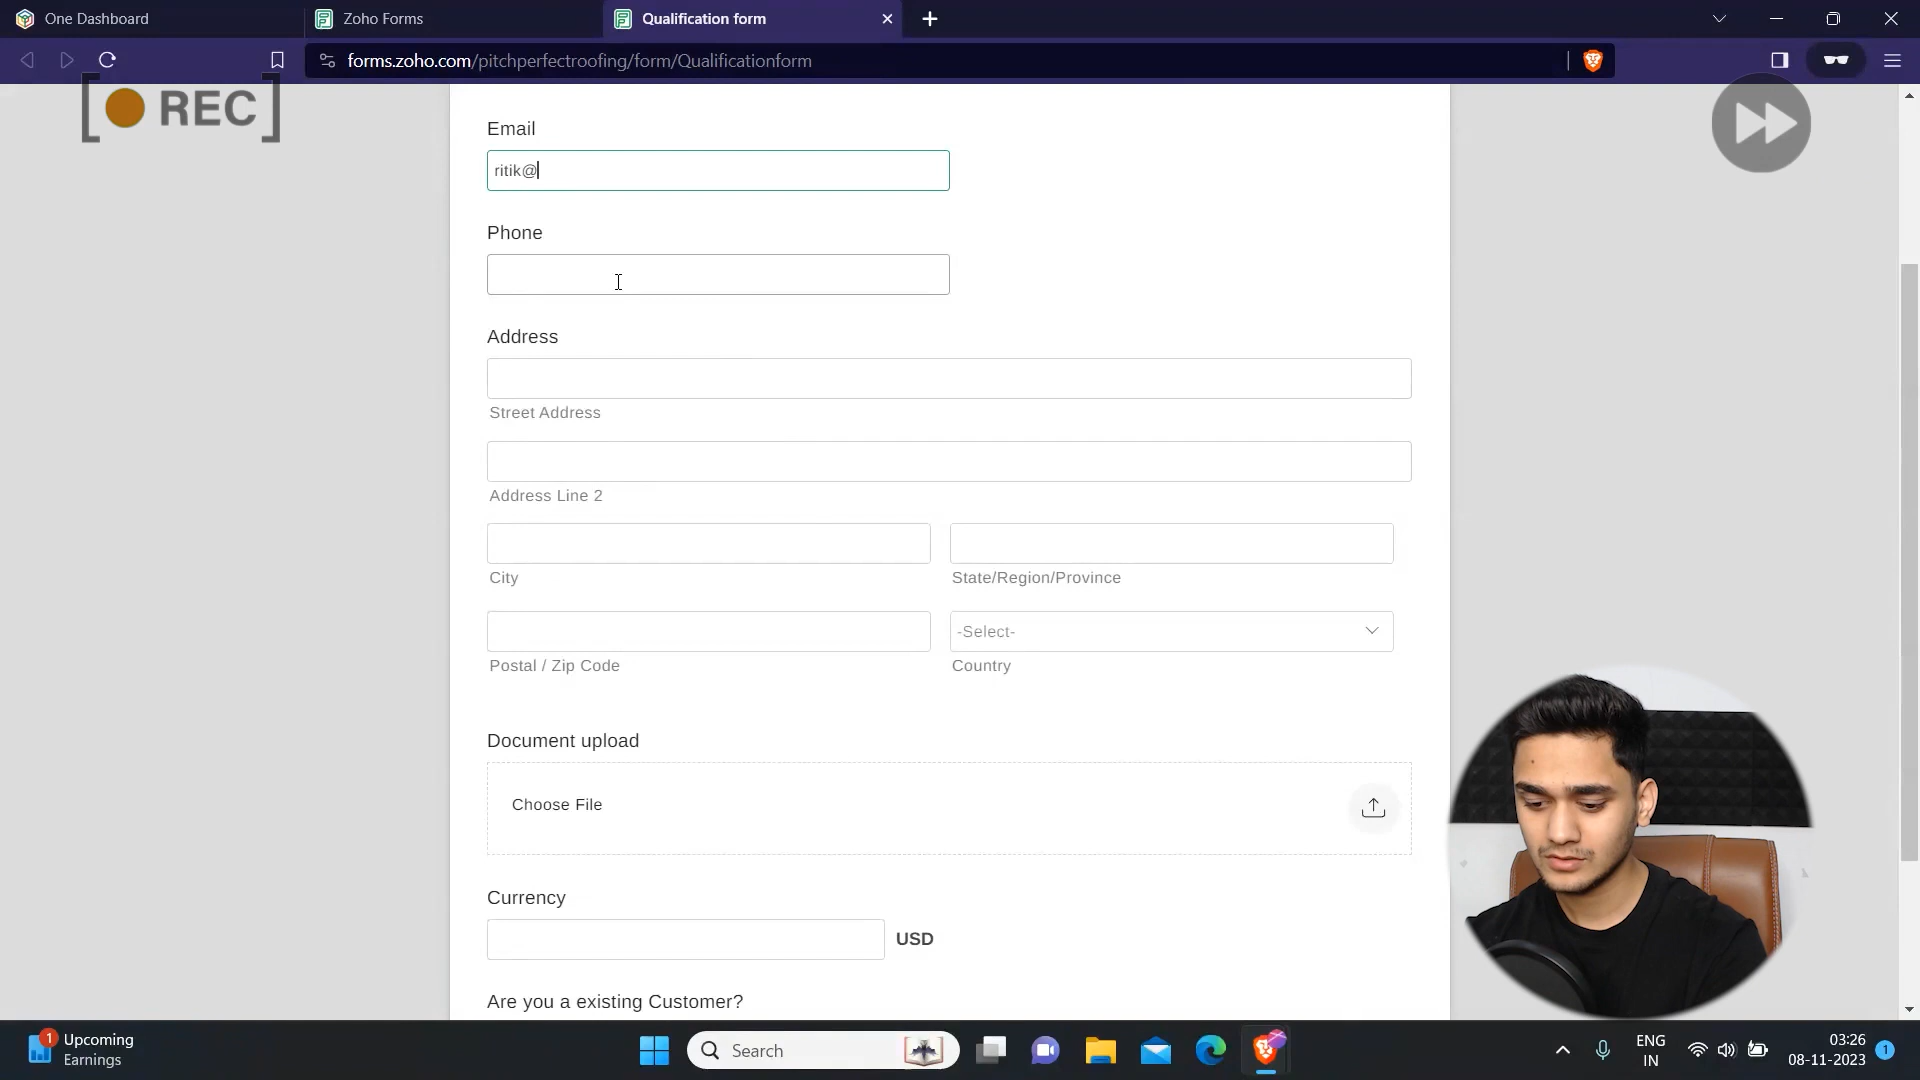 One Dashboard
Zoho Forms
Qualification form
forms.zoho.com/pitchperfectroofing/form/Qualificationform
REC
Email
ritik@
Phone
Address
Street Address
Address Line 2
City
State/Region/Province
-Select-
Postal / Zip Code
Country
Document upload
Choose File
Currency
USD
Are you a existing Customer?
1
Upcoming
Earnings
Search
ENG
IN
03:26
08-11-2023
1